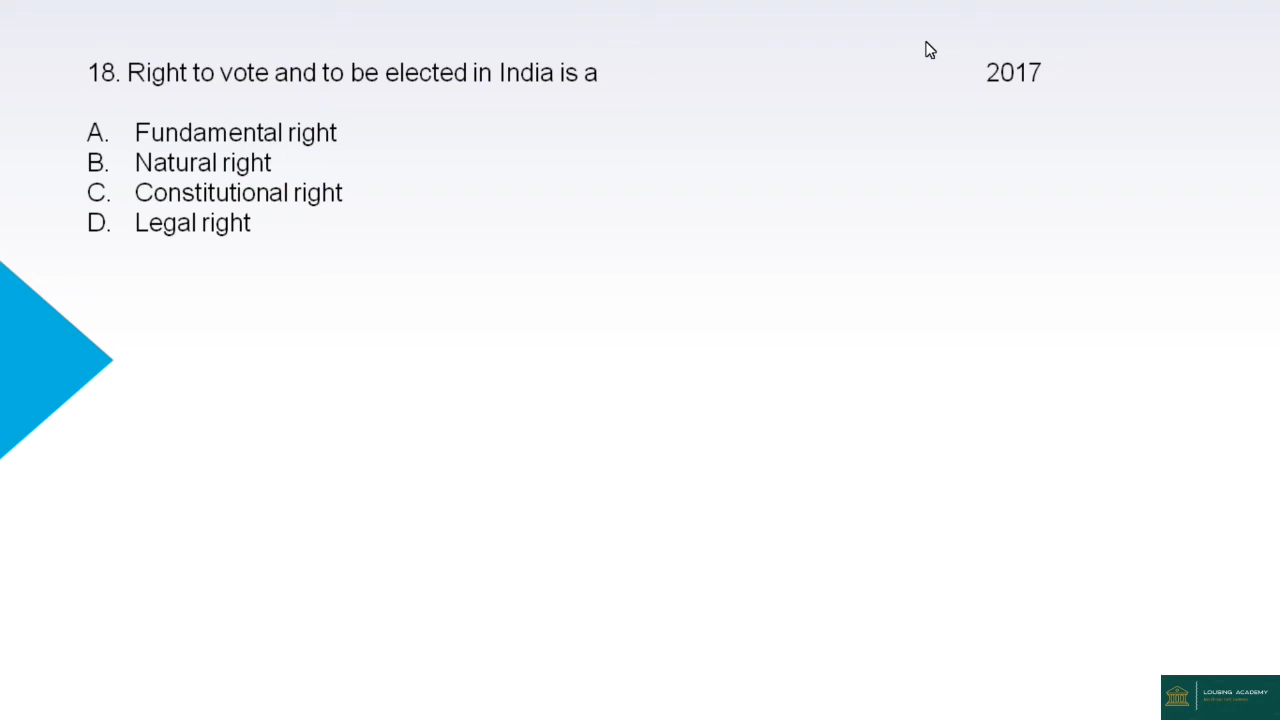 18. Right to vote and to be elected in India is a 2017
A. Fundamental right
B. Natural right
C. Constitutional right
D. Legal right
LOUSING ACADEMY